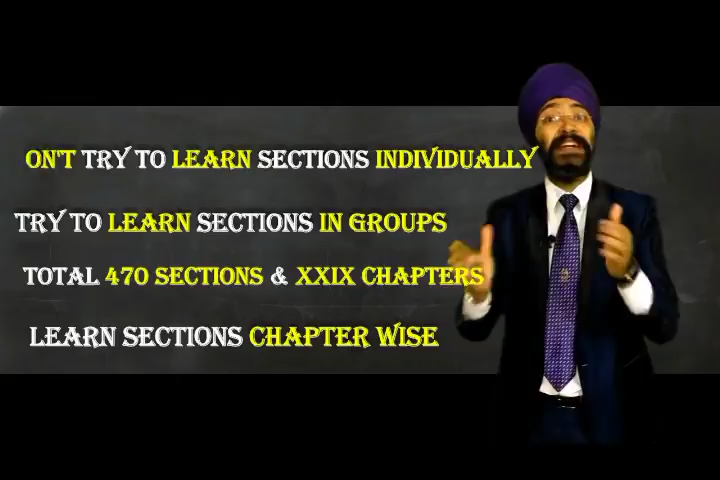 ON'T TRY TO LEARN SECTIONS INDIVIDUALLY
TRY TO LEARN SECTIONS IN GROUPS
TOTAL 470 SECTIONS & XXIX CHAPTERS
LEARN SECTIONS CHAPTER WISE